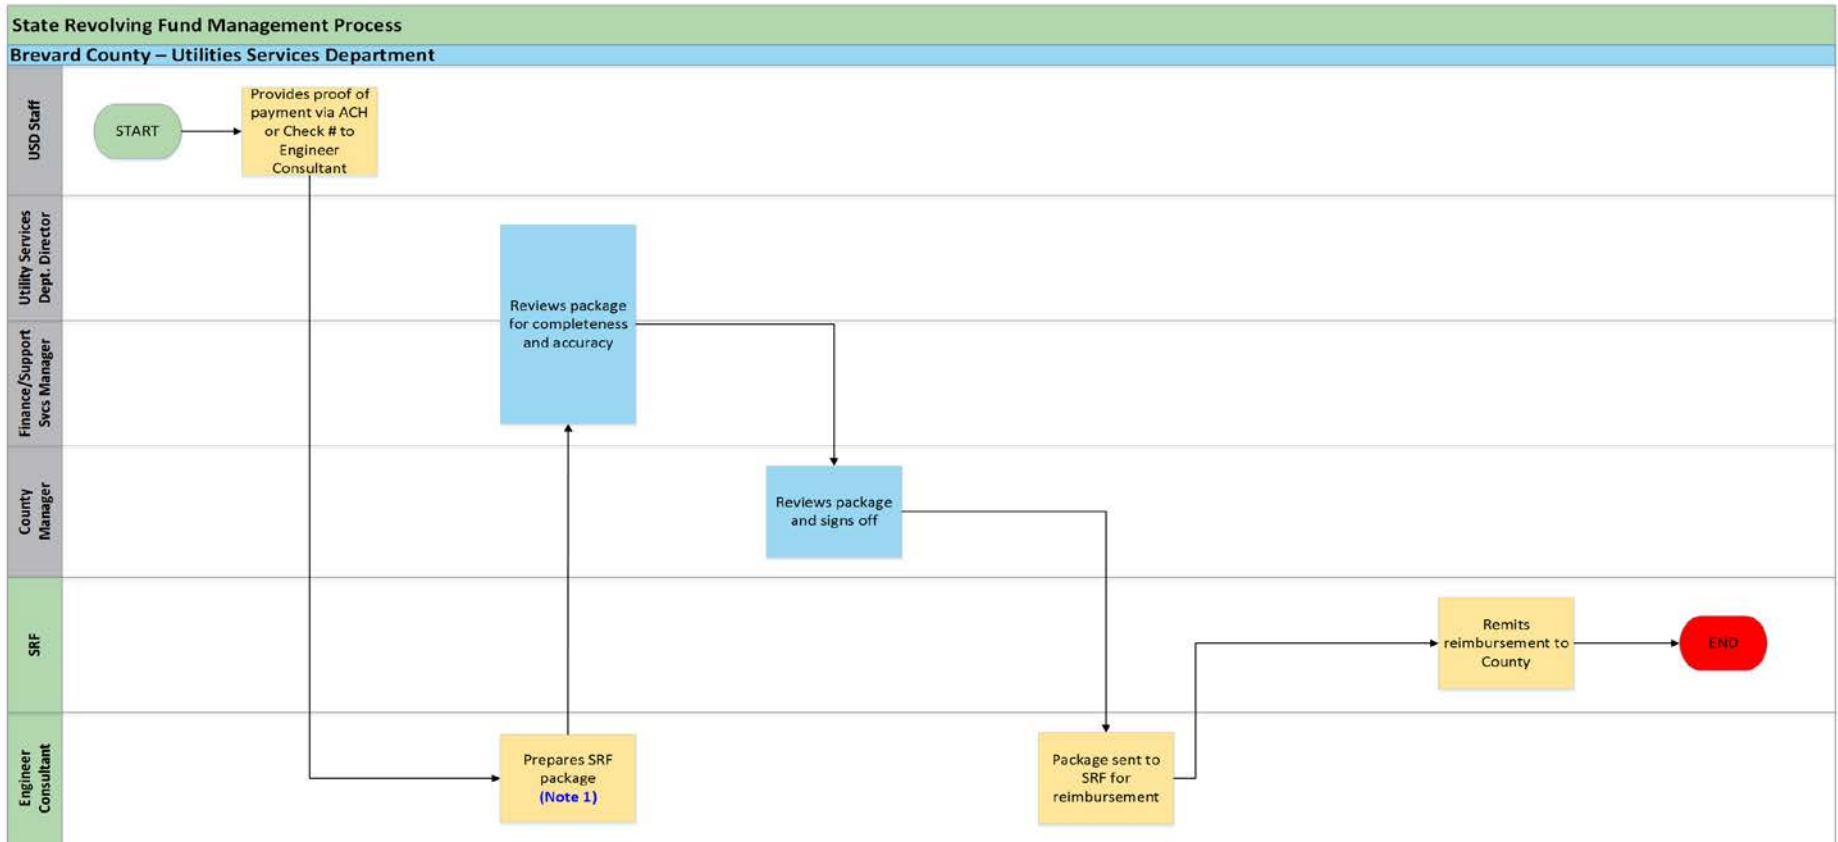 State Revolving Fund Management Process
Brevard County – Utilities Services Department
USD Staff
START
Provides proof of
payment via ACH
or Check # to
Engineer
Consultant
Utility Services
Dept. Director
Reviews package
for completeness
and accuracy
Finance/Support
Svcs Manager
County
Manager
Reviews package
and signs off
SRF
Remits
reimbursement to
County
END
Engineer
Consultant
Prepares SRF
package
(Note 1)
Package sent to
SRF for
reimbursement